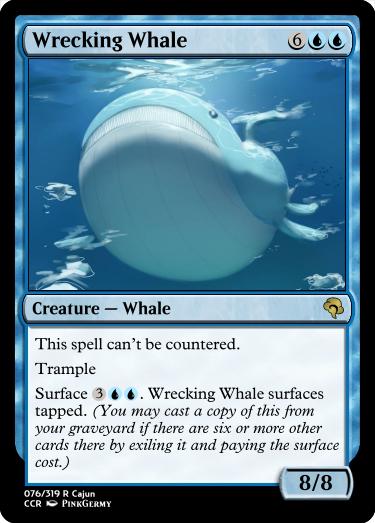 Wrecking Whale 6
Creature — Whale
This spell can't be countered.
Trample
Surface 3. Wrecking Whale surfaces
tapped. (You may cast a copy of this from
your graveyard if there are six or more other
cards there by exiling it and paying the surface
cost.)
8/8
076/319 R Cajun
CCR PinkGermy